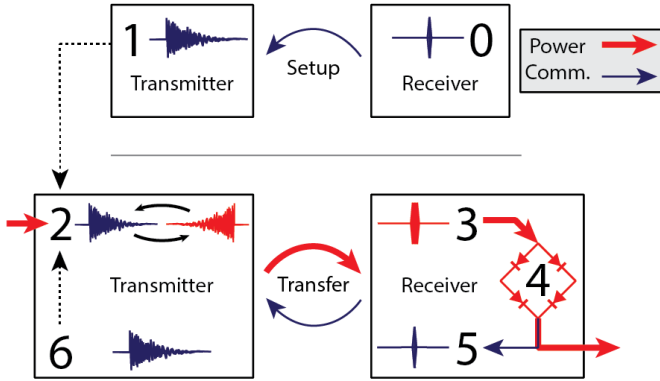 1
0
Transmitter
Setup
Receiver
Power
Comm.
2
3
Transmitter
Transfer
Receiver
4
6
5